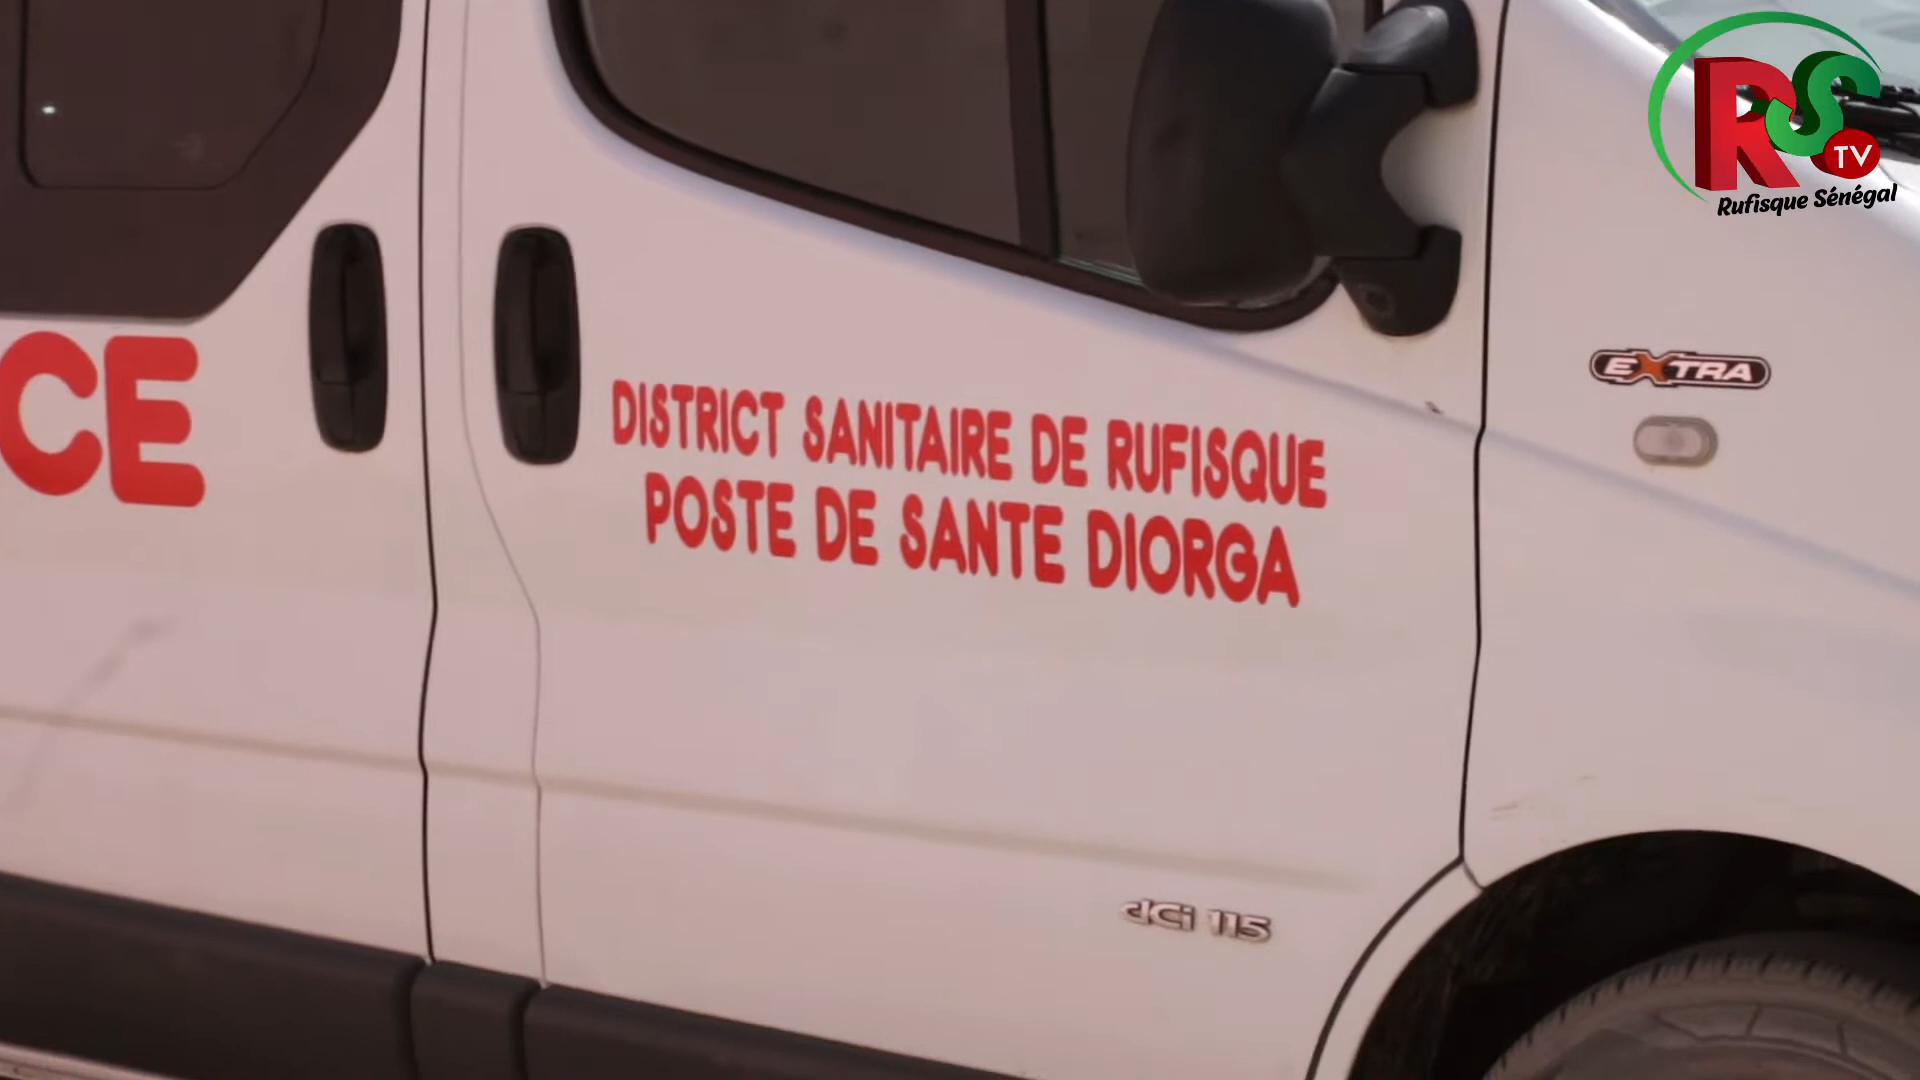 RS
TV
Rufisque Sénégal
EXTRA
CE
DISTRICT SANITAIRE DE RUFISQUE
POSTE DE SANTE DIORGA
dCi 115